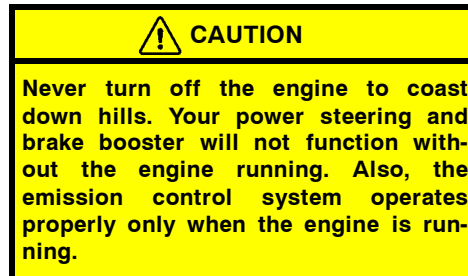 CAUTION
Never turn off the engine to coast
down hills. Your power steering and
brake booster will not function with-
out the engine running. Also, the
emission control system operates
properly only when the engine is run-
ning.